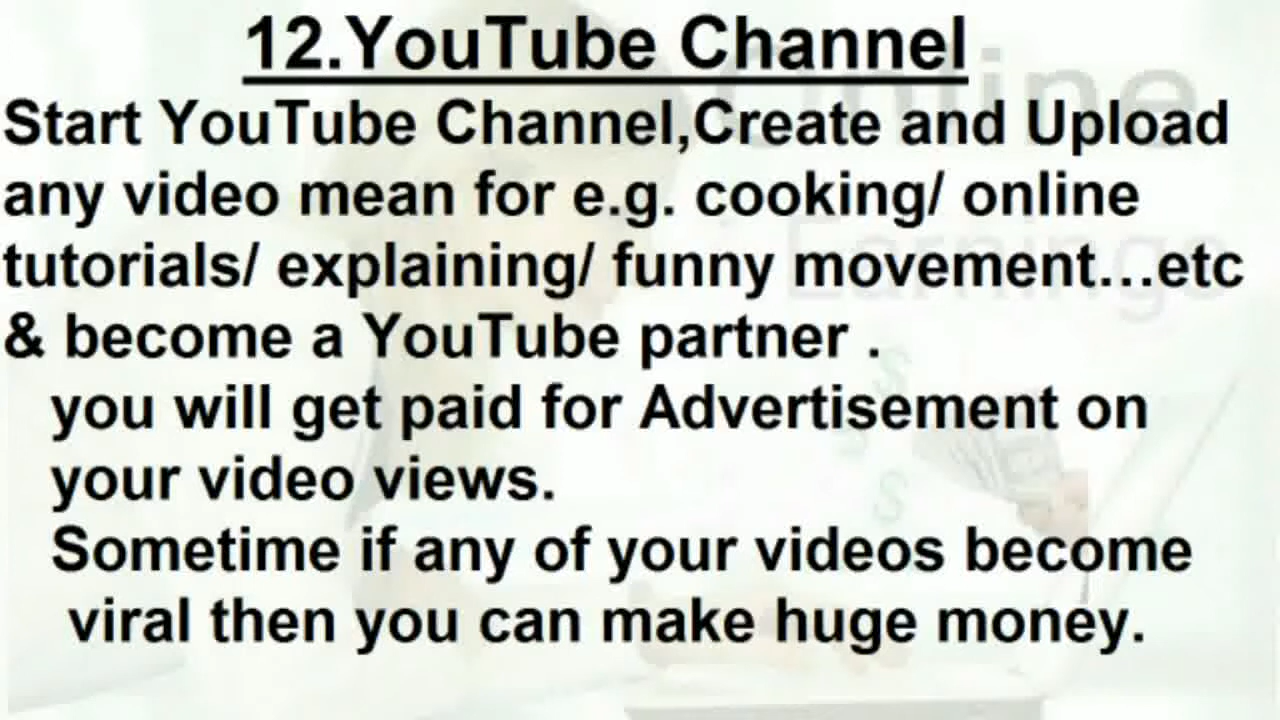 12.YouTube Channel
Start YouTube Channel,Create and Upload
any video mean for e.g. cooking/ online
tutorials/ explaining/ funny movement...etc
& become a YouTube partner .
you will get paid for Advertisement on
your video views.
Sometime if any of your videos become
viral then you can make huge money.
Online
Earnings
$
$
$